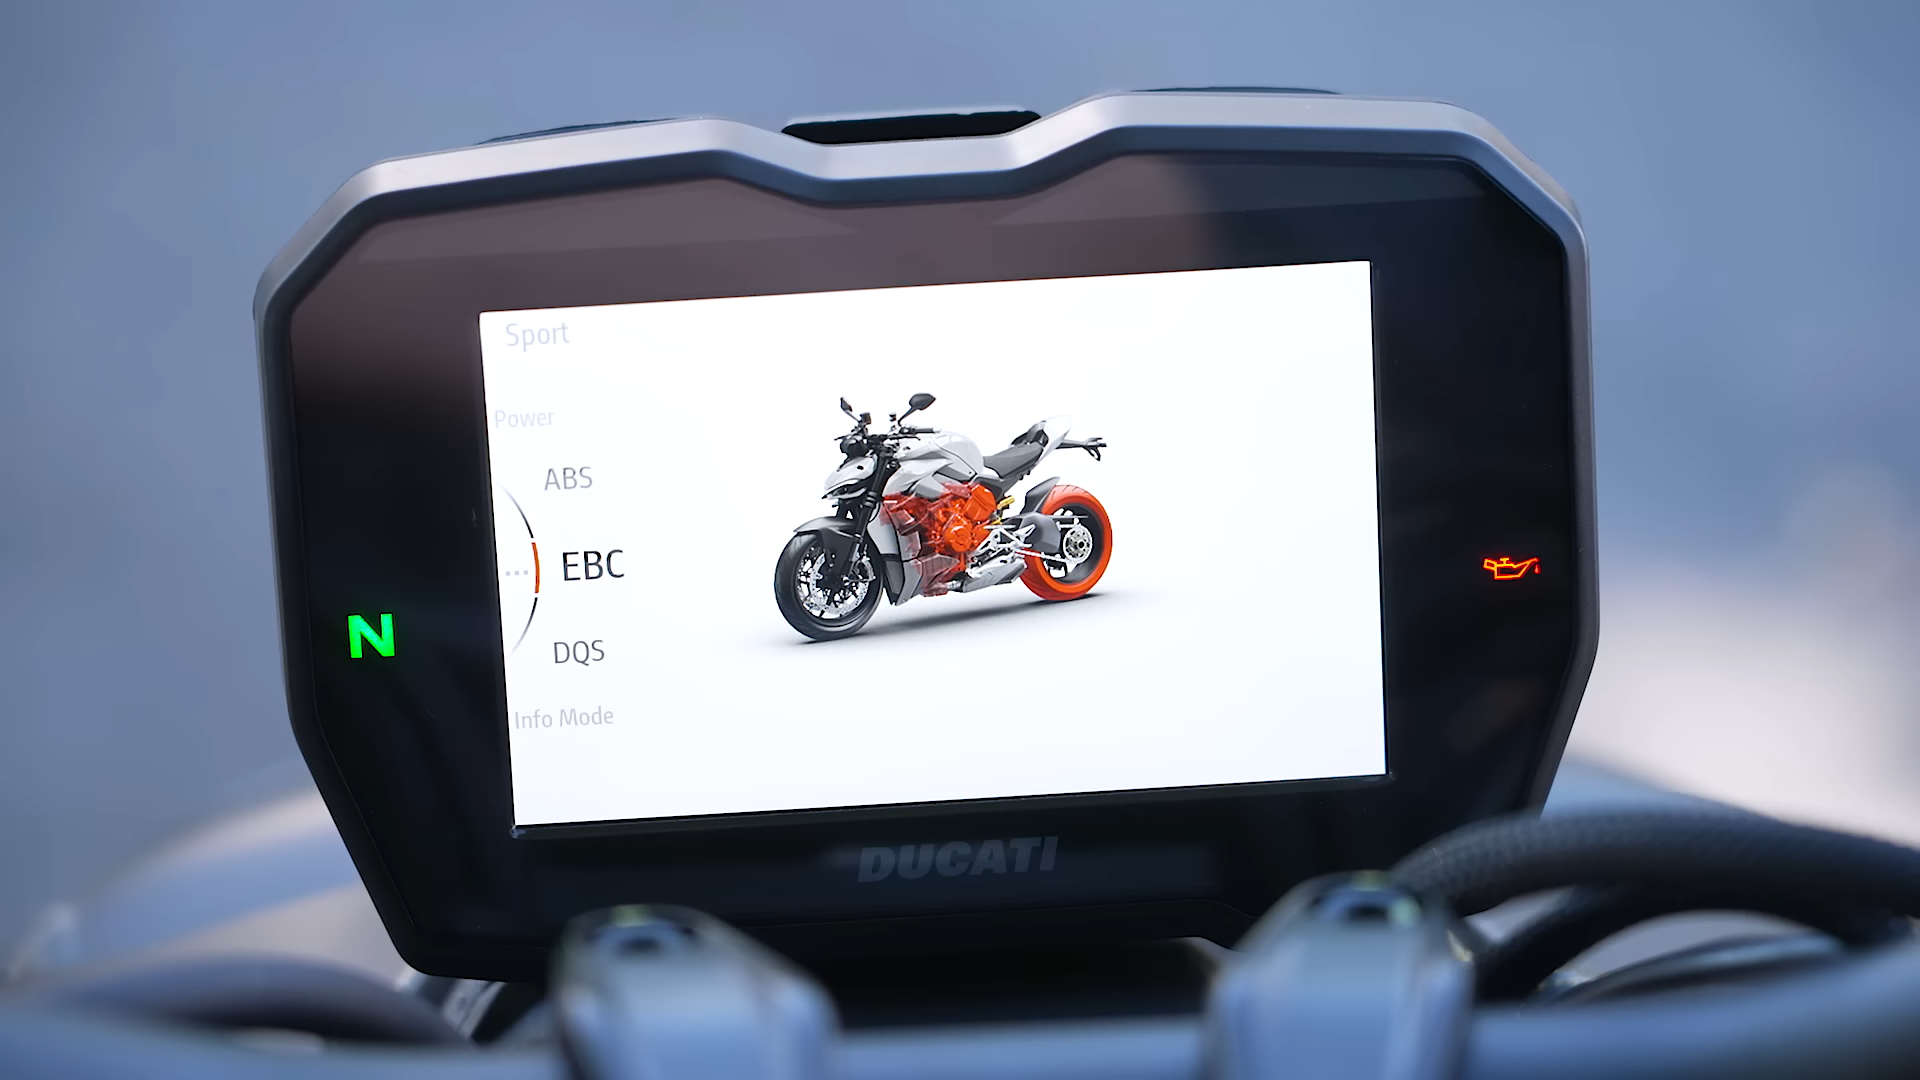 Sport
Power
ABS
EBC
DQS
Info Mode
N
DUCATI